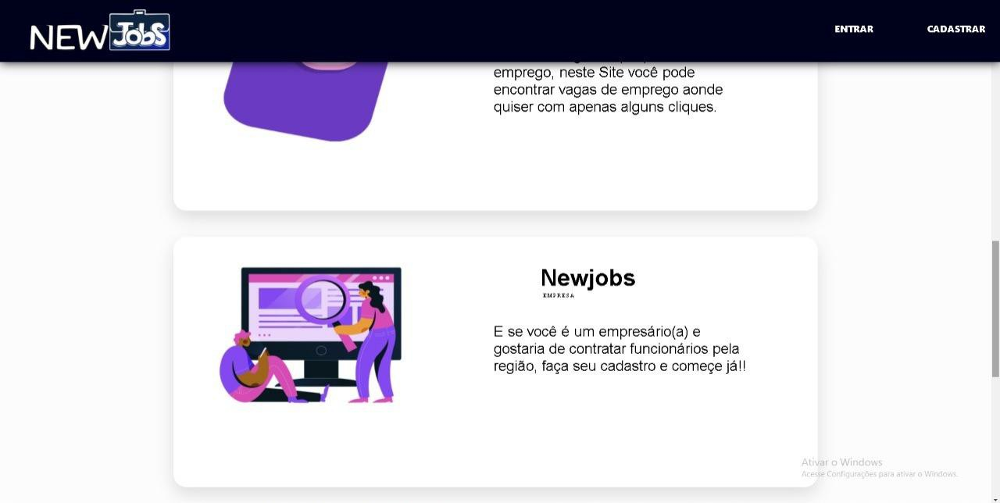 NEW JobS
ENTRAR
CADASTRAR
emprego, neste Site você pode
encontrar vagas de emprego aonde
quiser com apenas alguns cliques.
Newjobs
EMPRESA
E se você é um empresário(a) e
gostaria de contratar funcionários pela
região, faça seu cadastro e começe já!!
Ativar o Windows
Acesse Configurações para ativar o Windows.